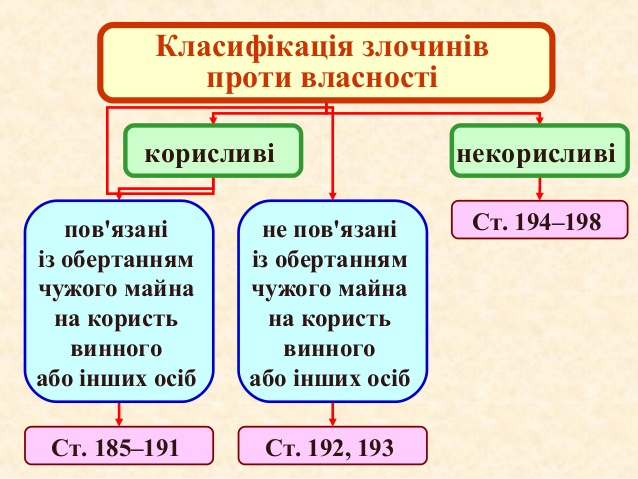 Класифікація злочинів
проти власності
корисливі
некорисливі
Ст. 194–198
пов'язані
із обертанням
чужого майна
на користь
винного
або інших осіб
не пов'язані
із обертанням
чужого майна
на користь
винного
або інших осіб
Ст. 185–191
Ст. 192, 193